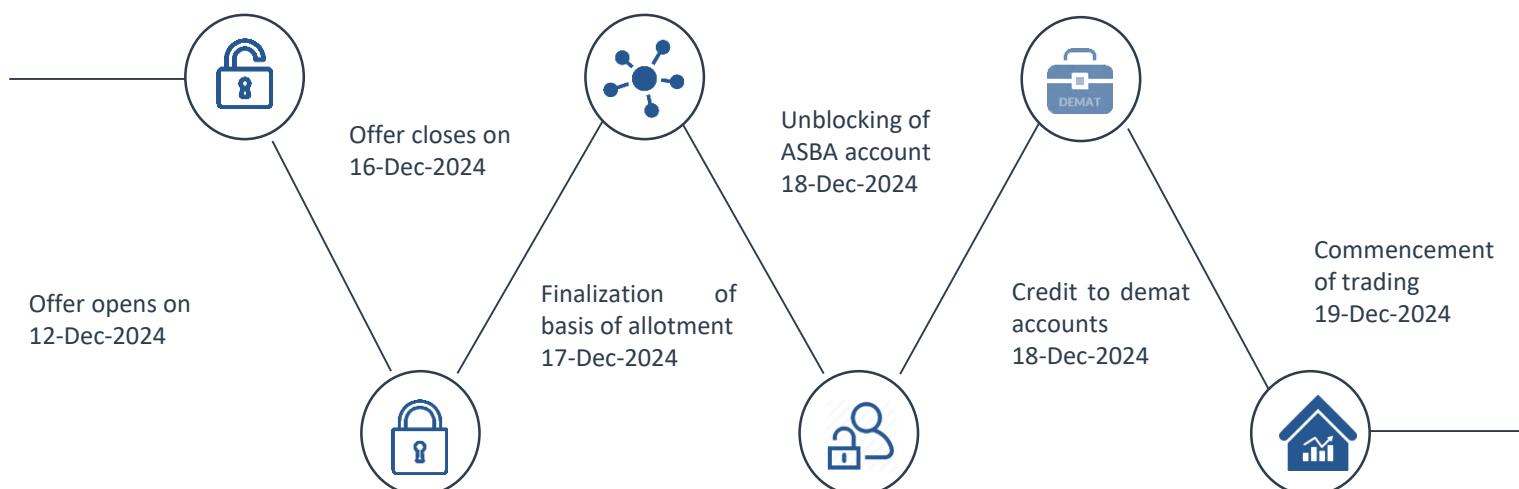 Offer opens on
12-Dec-2024
Offer closes on
16-Dec-2024
Finalization of
basis of allotment
17-Dec-2024
Unblocking of
ASBA account
18-Dec-2024
DEMAT
Credit to demat
accounts
18-Dec-2024
Commencement
of trading
19-Dec-2024